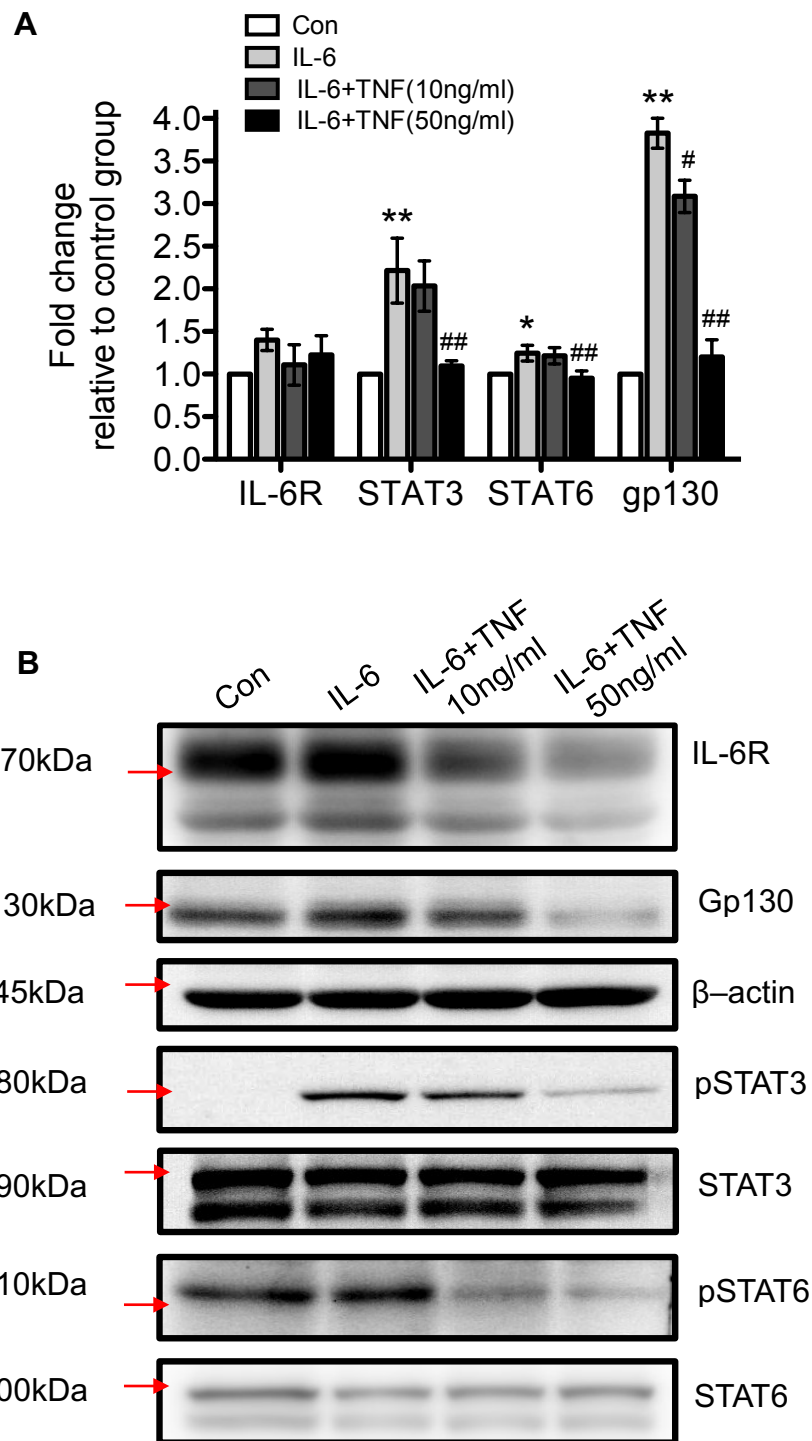 A
Con
IL-6
IL-6+TNF(10ng/ml)
IL-6+TNF(50ng/ml)
Fold change
relative to control group
4.0
3.5
3.0
2.5
2.0
1.5
1.0
0.5
0.0
**
*
**
#
##
##
##
IL-6R STAT3 STAT6 gp130
B
Con IL-6 IL-6+TNF 10ng/ml IL-6+TNF 50ng/ml
70kDa IL-6R
30kDa Gp130
45kDa β–actin
80kDa pSTAT3
90kDa STAT3
10kDa pSTAT6
00kDa STAT6